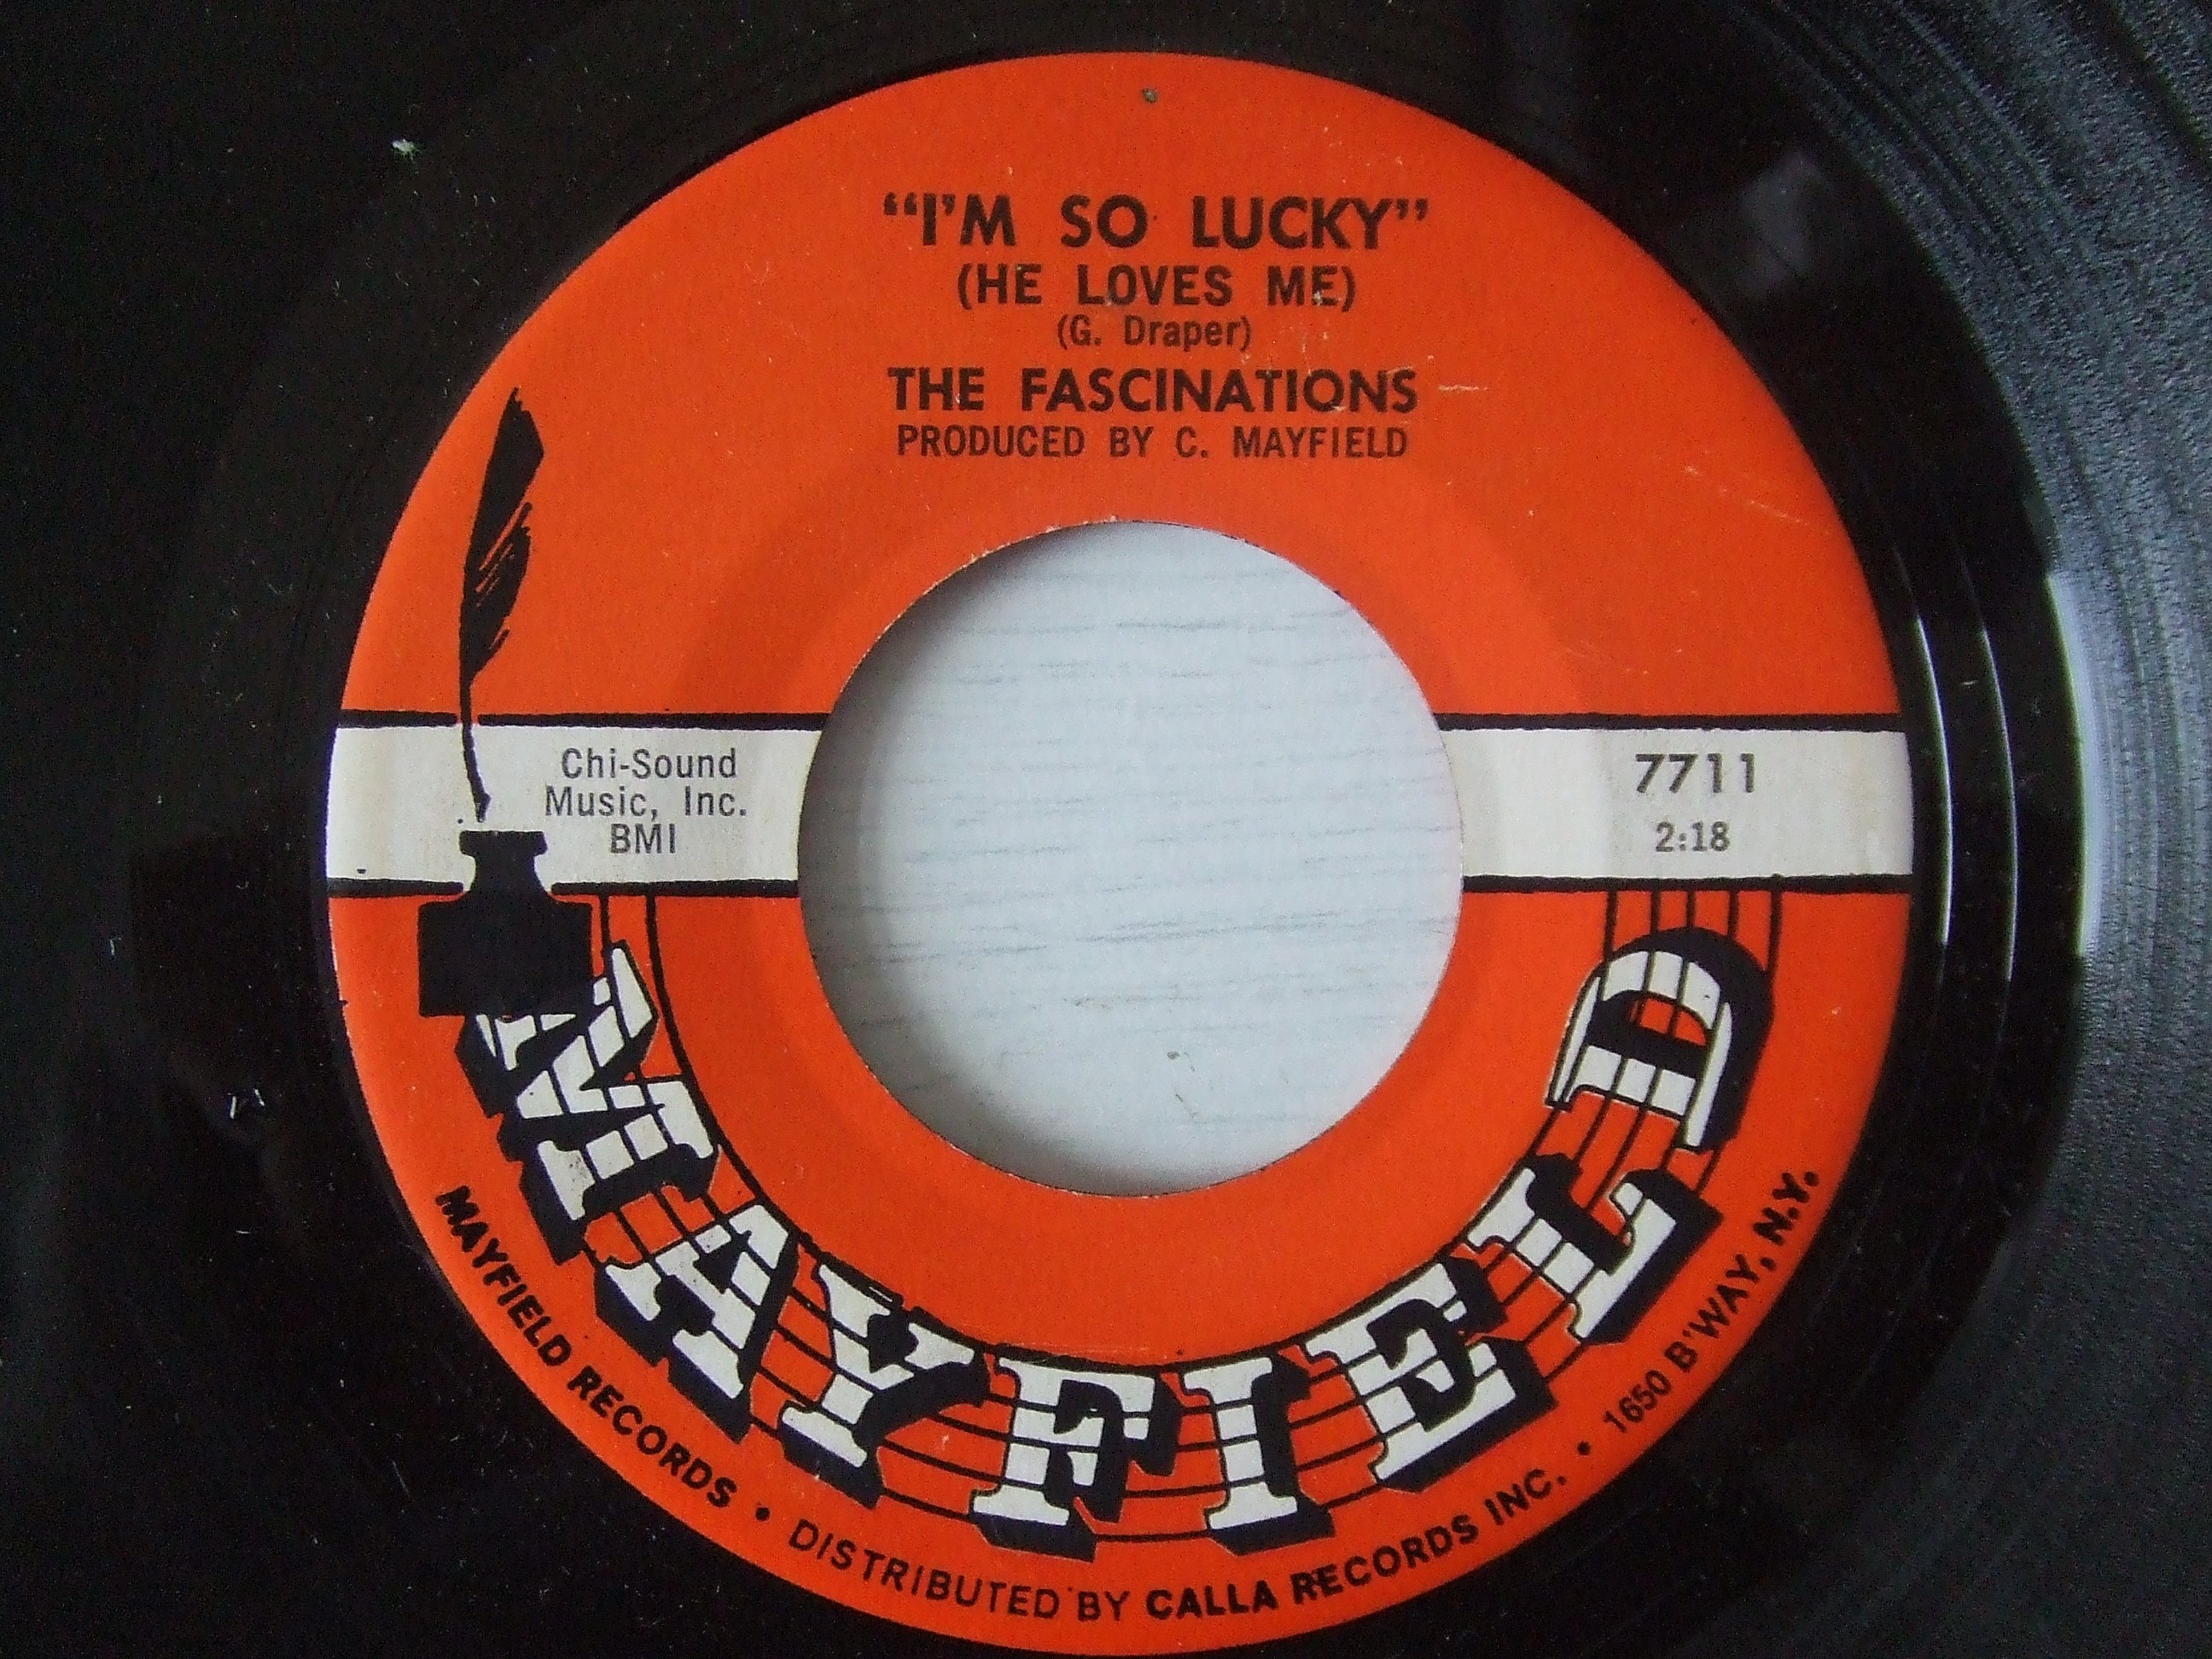 “I'M SO LUCKY”
(HE LOVES ME)
(G. Draper)
THE FASCINATIONS
PRODUCED BY C. MAYFIELD
Chi-Sound
Music, Inc.
BMI
7711
2:18
MAYFIELD
MAYFIELD RECORDS • DISTRIBUTED BY CALLA RECORDS INC. • 1650 B'WAY, N.Y.